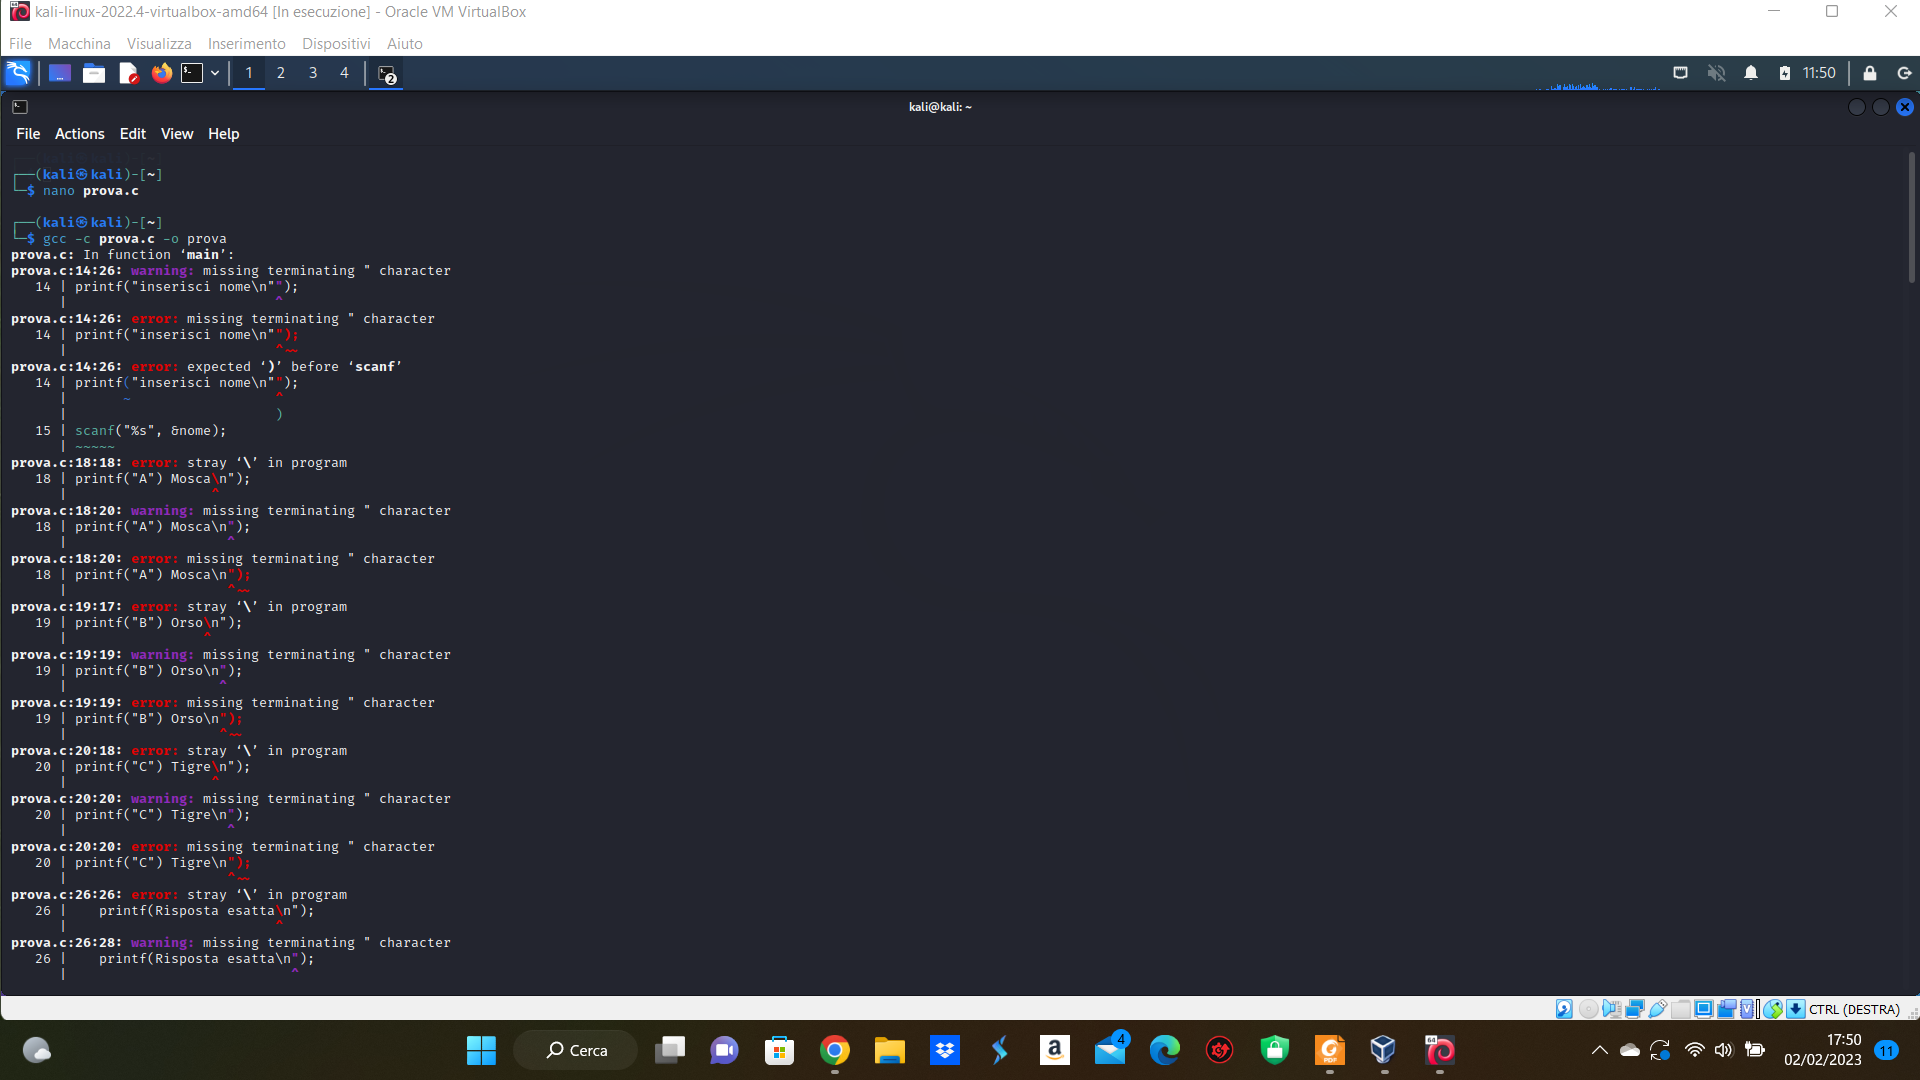 kali-linux-2022.4-virtualbox-amd64 [In esecuzione] - Oracle VM VirtualBox
File Macchina Visualizza Inserimento Dispositivi Aiuto
1 2 3 4 2 11:50
kali@kali: ~
File Actions Edit View Help
┌──(kali㉿kali)-[~]
└─$ nano prova.c
┌──(kali㉿kali)-[~]
└─$ gcc -c prova.c -o prova
prova.c: In function ‘main’:
prova.c:14:26: warning: missing terminating " character
14 | printf("inserisci nome\n"");
| ^
prova.c:14:26: error: missing terminating " character
14 | printf("inserisci nome\n"");
| ^~~
prova.c:14:26: error: expected ‘)’ before ‘scanf’
14 | printf("inserisci nome\n"");
| ~ ^
| )
15 | scanf("%s", &nome);
| ~~~~~
prova.c:18:18: error: stray ‘\’ in program
18 | printf("A") Mosca\n");
| ^
prova.c:18:20: warning: missing terminating " character
18 | printf("A") Mosca\n");
| ^
prova.c:18:20: error: missing terminating " character
18 | printf("A") Mosca\n");
| ^~~
prova.c:19:17: error: stray ‘\’ in program
19 | printf("B") Orso\n");
| ^
prova.c:19:19: warning: missing terminating " character
19 | printf("B") Orso\n");
| ^
prova.c:19:19: error: missing terminating " character
19 | printf("B") Orso\n");
| ^~~
prova.c:20:18: error: stray ‘\’ in program
20 | printf("C") Tigre\n");
| ^
prova.c:20:20: warning: missing terminating " character
20 | printf("C") Tigre\n");
| ^
prova.c:20:20: error: missing terminating " character
20 | printf("C") Tigre\n");
| ^~~
prova.c:26:26: error: stray ‘\’ in program
26 | printf(Risposta esatta\n");
| ^
prova.c:26:28: warning: missing terminating " character
26 | printf(Risposta esatta\n");
| ^
CTRL (DESTRA)
Cerca
4
17:50
02/02/2023
11